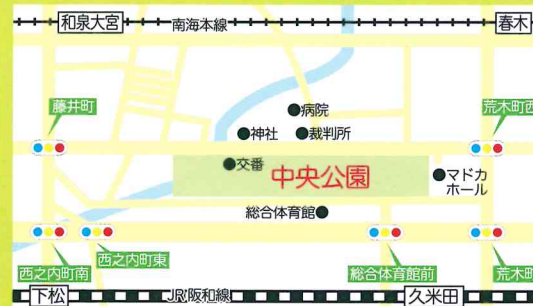 和泉大宮
南海本線
春木
病院
藤井町
荒木町西
神社
裁判所
交番
中央公園
マドカ
ホール
総合体育館
西之内町東
西之内町南
総合体育館前
荒木町
下松
JR阪和線
久米田